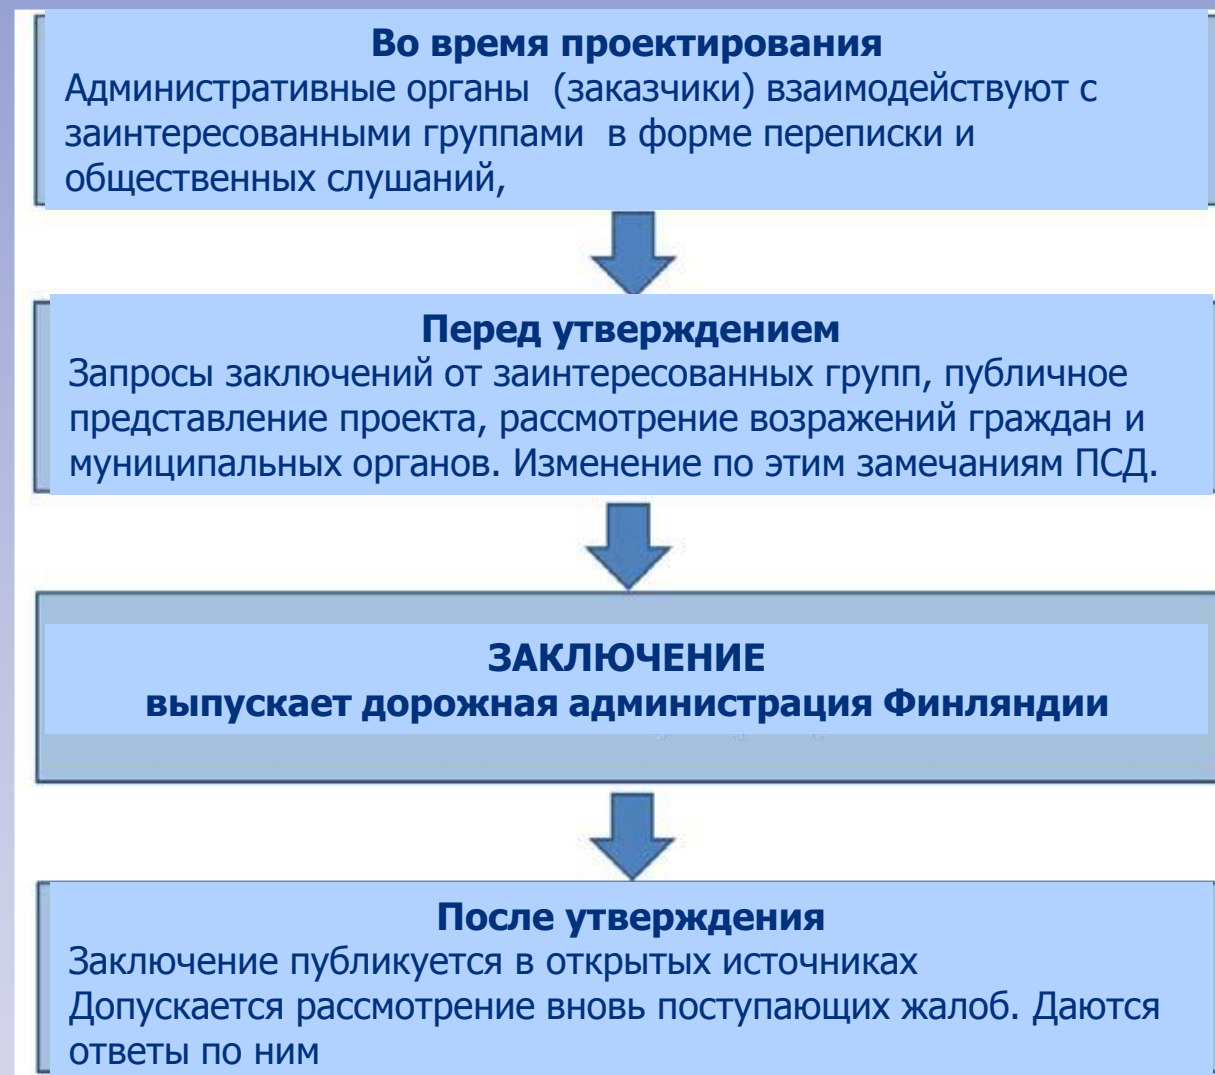 Во время проектирования
Административные органы (заказчики) взаимодействуют с
заинтересованными группами в форме переписки и
общественных слушаний,
Перед утверждением
Запросы заключений от заинтересованных групп, публичное
представление проекта, рассмотрение возражений граждан и
муниципальных органов. Изменение по этим замечаниям ПСД.
ЗАКЛЮЧЕНИЕ
выпускает дорожная администрация Финляндии
После утверждения
Заключение публикуется в открытых источниках
Допускается рассмотрение вновь поступающих жалоб. Даются
ответы по ним